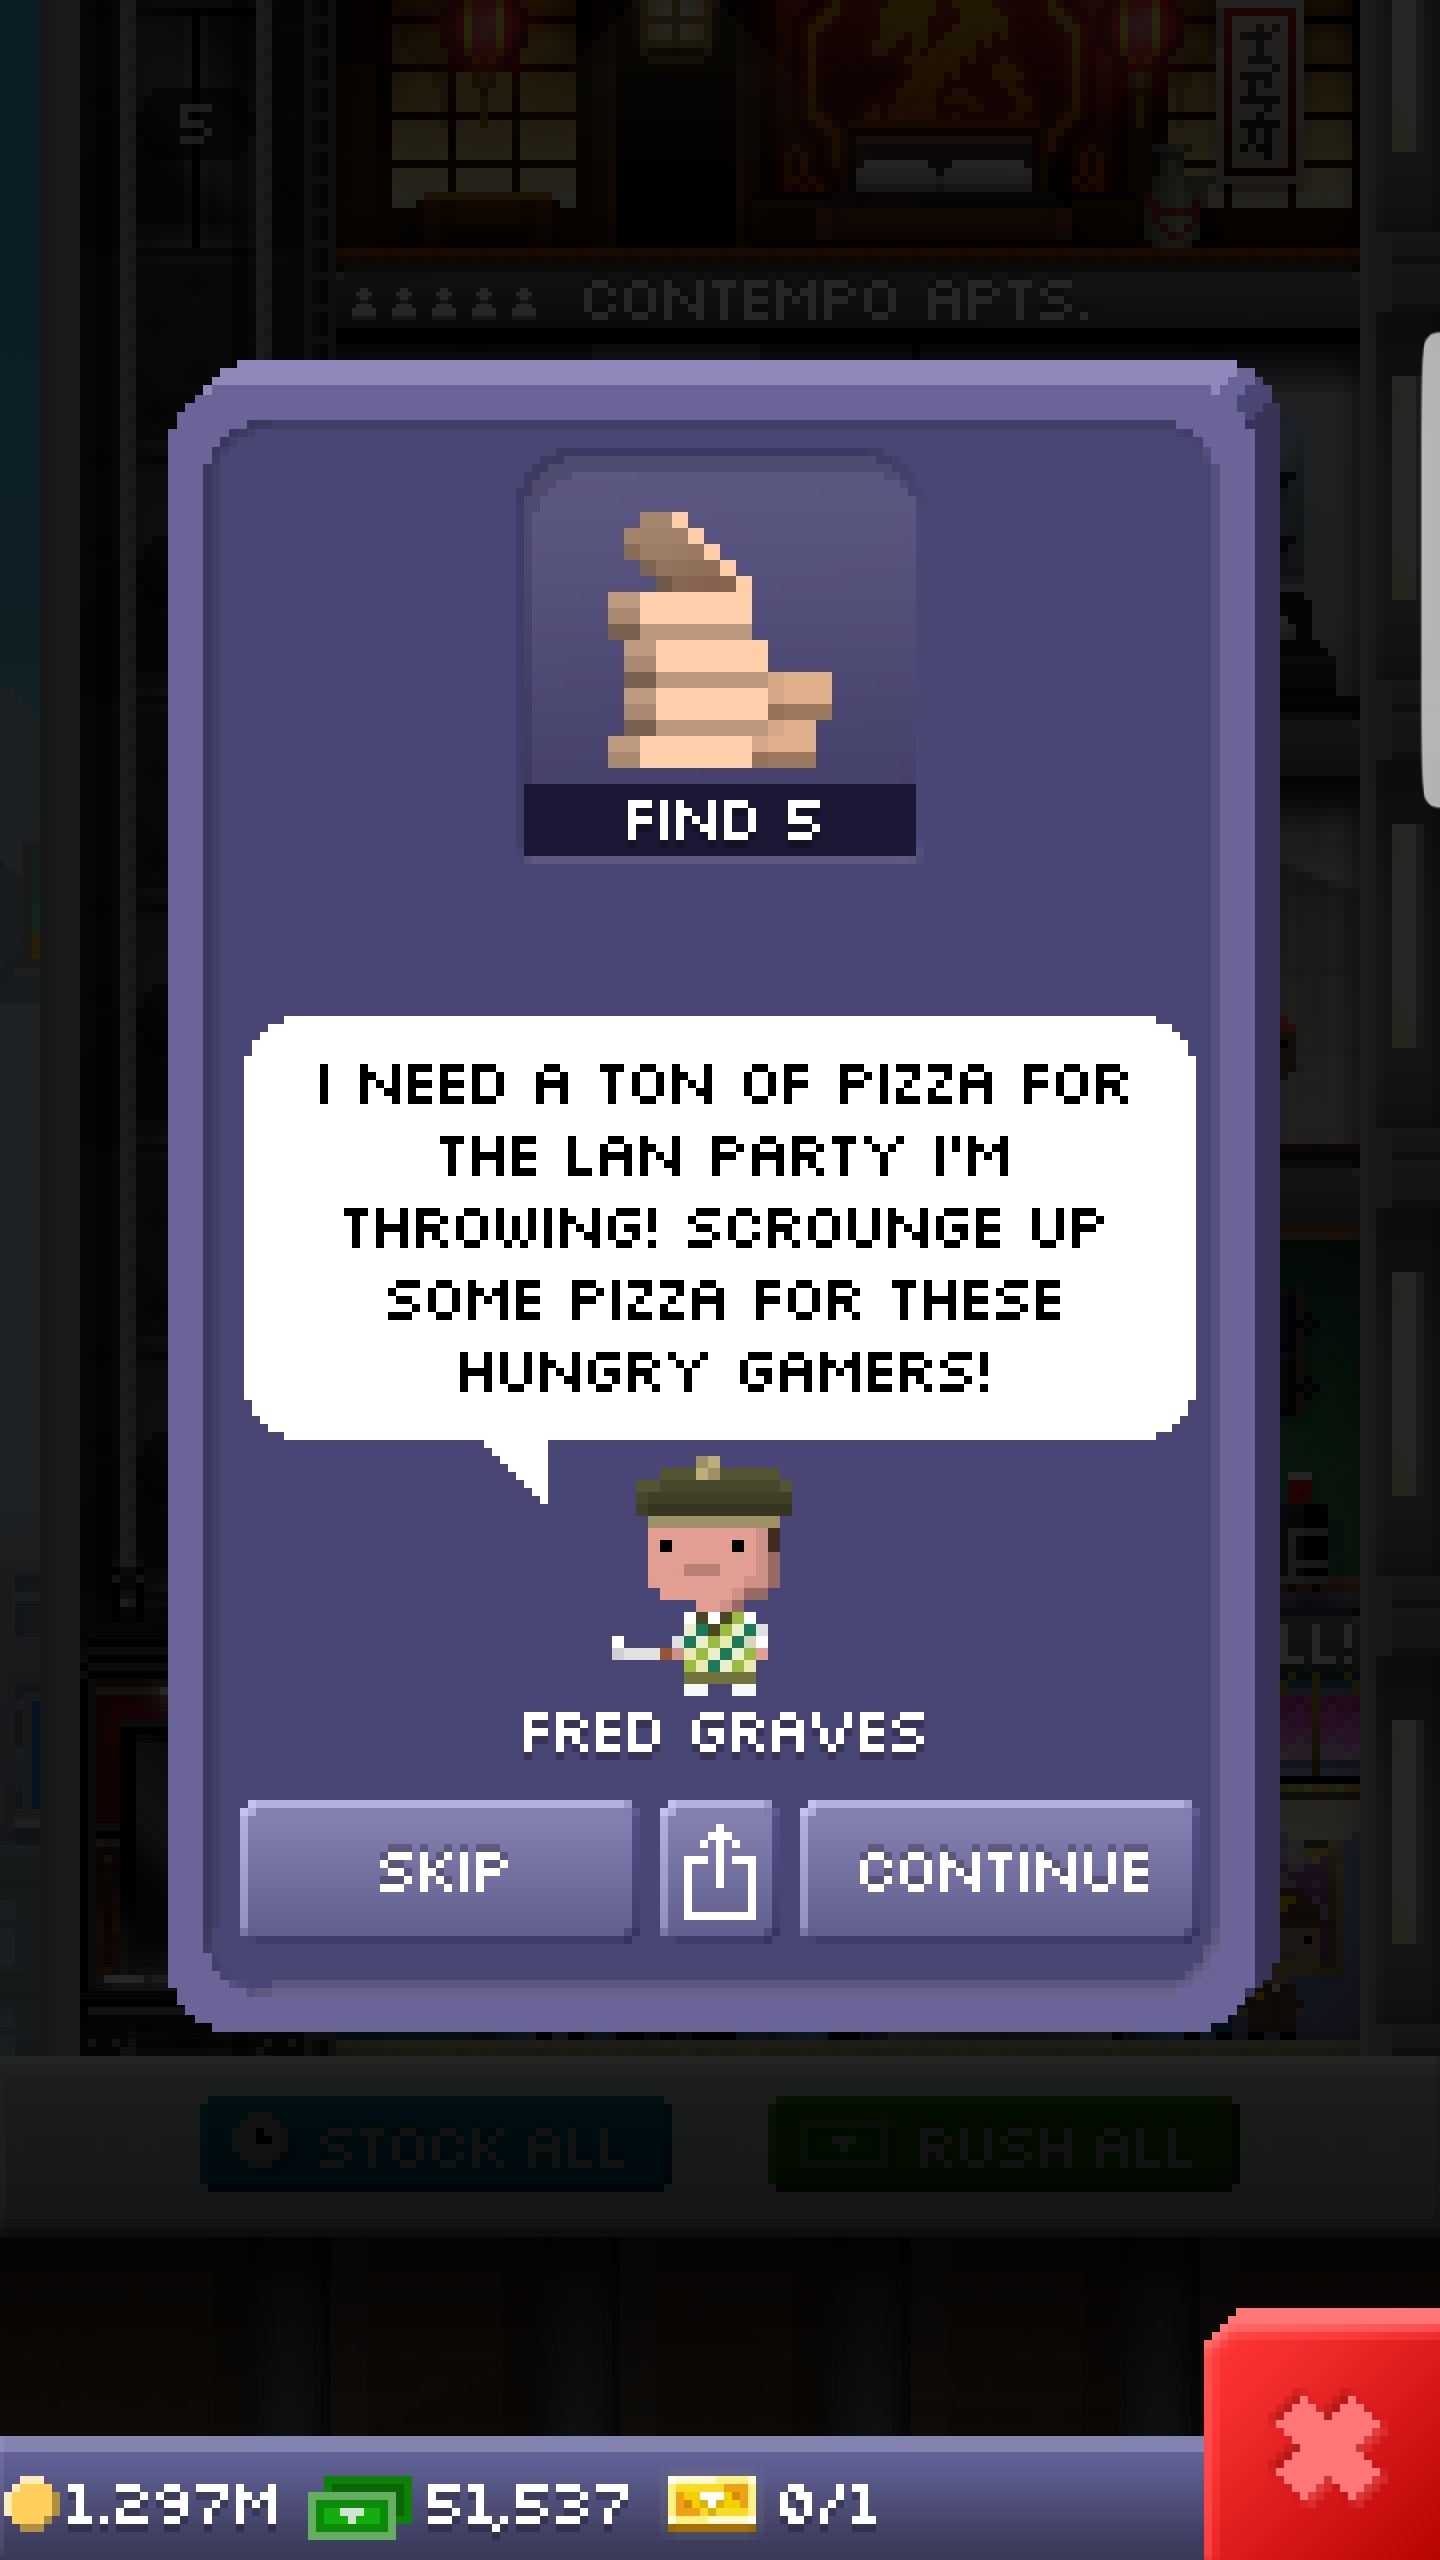 5
CONTEMPO APTS.
FIND 5
I NEED A TON OF PIZZA FOR
THE LAN PARTY I'M
THROWING! SCROUNGE UP
SOME PIZZA FOR THESE
HUNGRY GAMERS!
FRED GRAVES
SKIP
CONTINUE
STOCK ALL
RUSH ALL
1.297M
51,537
0/1